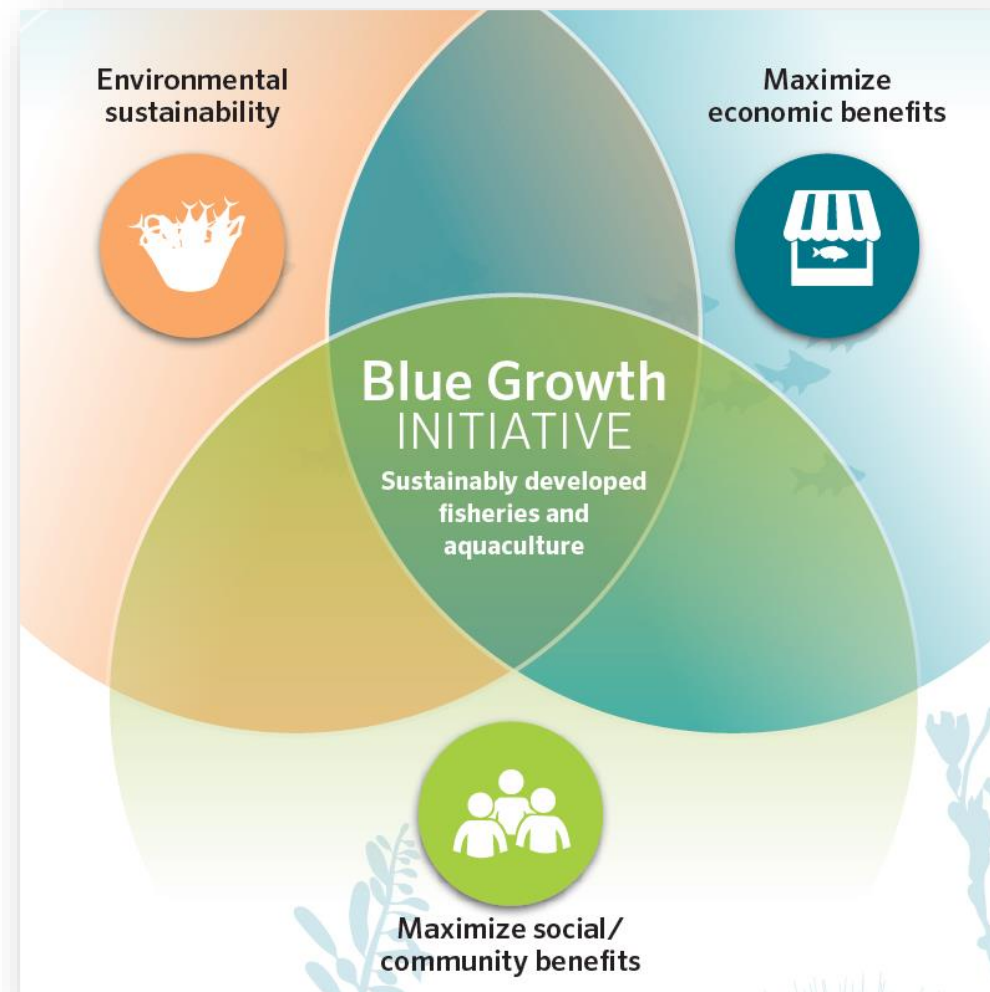 Environmental
sustainability
Maximize
economic benefits
Blue Growth
INITIATIVE
Sustainably developed
fisheries and
aquaculture
Maximize social/
community benefits